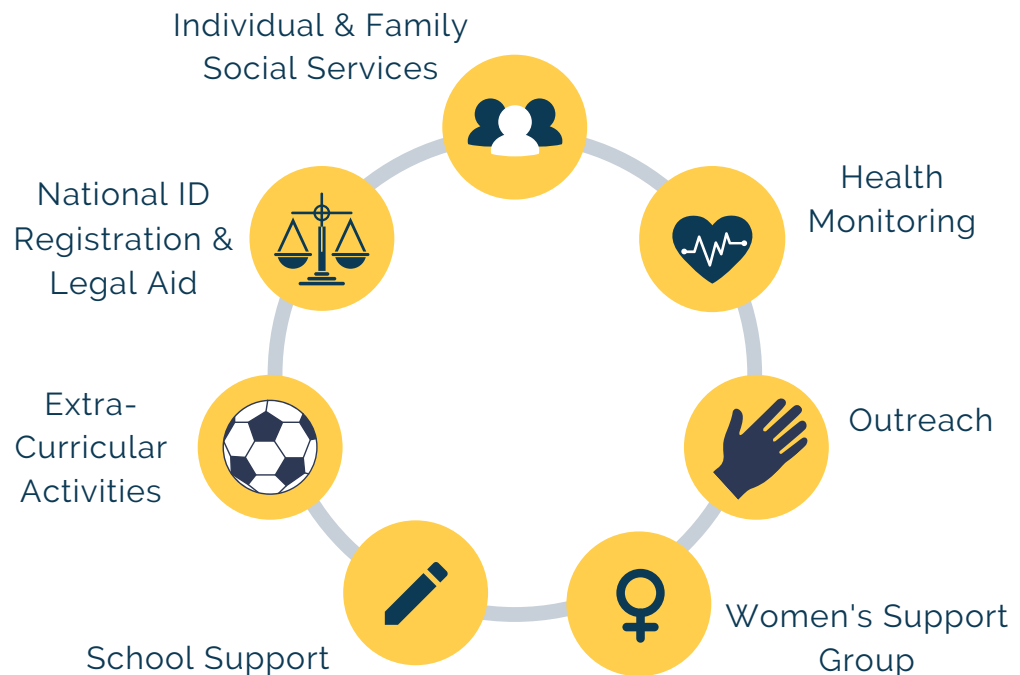 Individual & Family
Social Services
Health
Monitoring
Outreach
Women's Support
Group
School Support
Extra-
Curricular
Activities
National ID
Registration &
Legal Aid